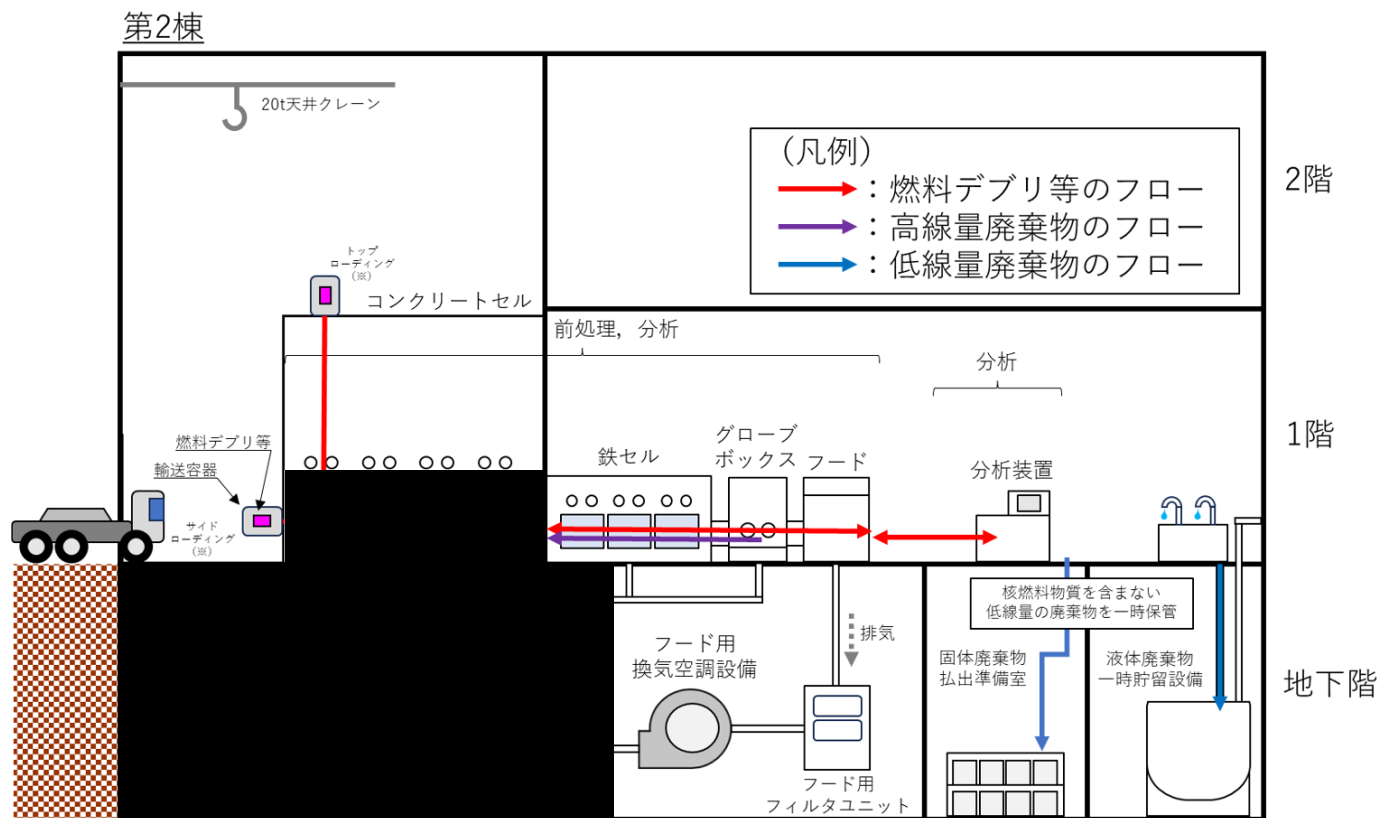 第2棟
20t天井クレーン
(凡例)
：燃料デブリ等のフロー
：高線量廃棄物のフロー
：低線量廃棄物のフロー
2階
トップ
ローディング
(※)
コンクリートセル
前処理，分析
分析
1階
燃料デブリ等
輸送容器
サイド
ローディング
(※)
鉄セル
グローブ
ボックス
フード
分析装置
核燃料物質を含まない
低線量の廃棄物を一時保管
フード用
換気空調設備
排気
固体廃棄物
払出準備室
液体廃棄物
一時貯留設備
地下階
フード用
フィルタユニット